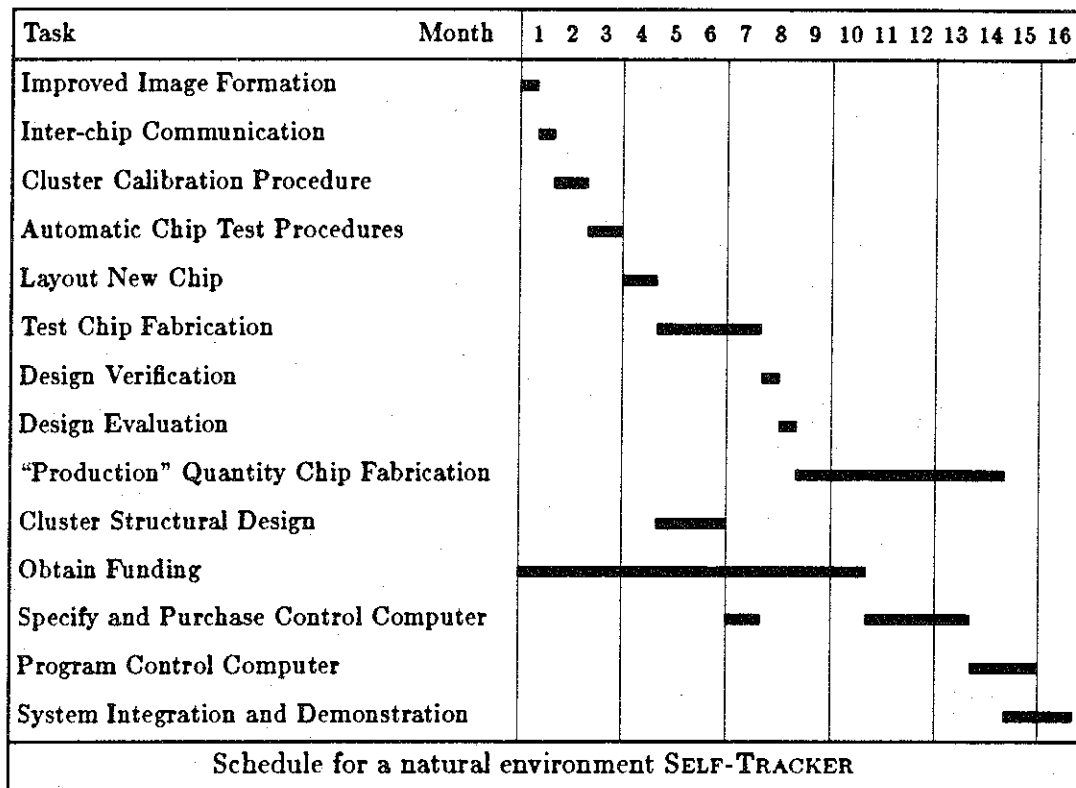 Task Month 1 2 3 4 5 6 7 8 9 10 11 12 13 14 15 16
Improved Image Formation
Inter-chip Communication
Cluster Calibration Procedure
Automatic Chip Test Procedures
Layout New Chip
Test Chip Fabrication
Design Verification
Design Evaluation
“Production” Quantity Chip Fabrication
Cluster Structural Design
Obtain Funding
Specify and Purchase Control Computer
Program Control Computer
System Integration and Demonstration
Schedule for a natural environment SELF-TRACKER